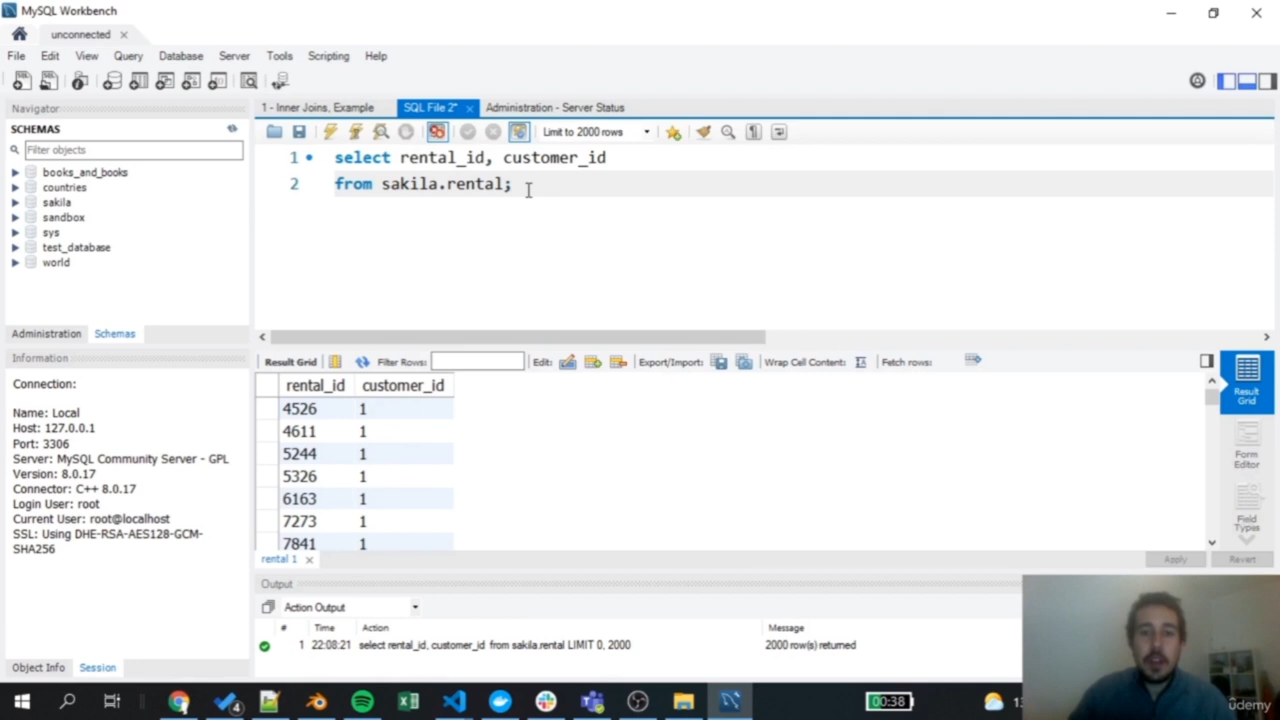 MySQL Workbench
unconnected
File Edit View Query Database Server Tools Scripting Help
Navigator
SCHEMAS
Filter objects
books_and_books
countries
sakila
sandbox
sys
test_database
world
Administration Schemas
Information
Connection:
Name: Local
Host: 127.0.0.1
Port: 3306
Server: MySQL Community Server - GPL
Version: 8.0.17
Connector: C++ 8.0.17
Login User: root
Current User: root@localhost
SSL: Using DHE-RSA-AES128-GCM-
SHA256
Object Info Session
1 - Inner Joins, Example SQL File 2* Administration - Server Status
Limit to 2000 rows
1 select rental_id, customer_id
2 from sakila.rental;
Result Grid Filter Rows: Edit: Export/Import: Wrap Cell Content: Fetch rows:
rental_id customer_id
4526 1
4611 1
5244 1
5326 1
6163 1
7273 1
7841 1
Result
Grid
Form
Editor
Field
Types
rental 1 Apply Revert
Output
Action Output
# Time Action Message
1 22:08:21 select rental_id, customer_id from sakila.rental LIMIT 0, 2000 2000 row(s) returned
4
00:38
udemy